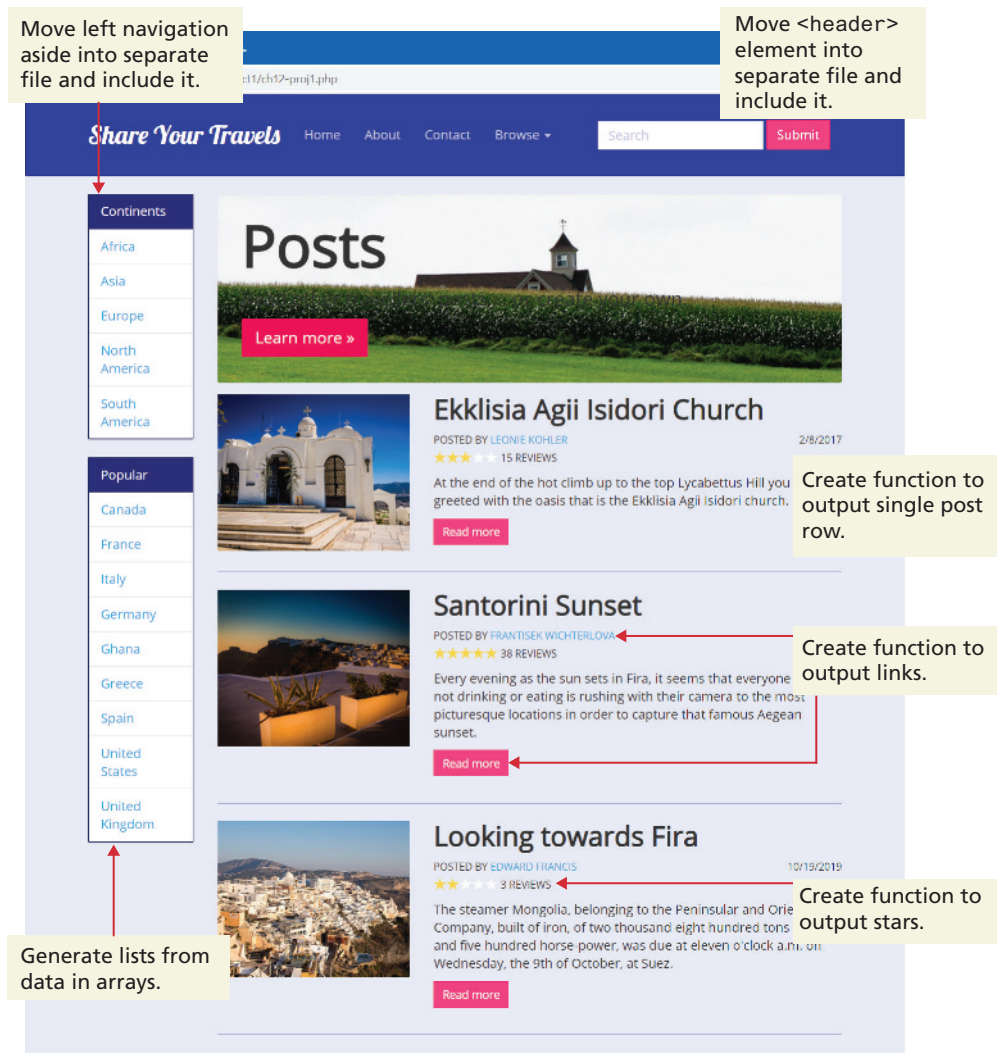 Move left navigation
aside into separate
file and include it.
Move <header>
element into
separate file and
include it.
ct1/ch12-proj1.php
Share Your Travels
Home
About
Contact
Browse
Search
Submit
Continents
Africa
Asia
Europe
North
America
South
America
Popular
Canada
France
Italy
Germany
Ghana
Greece
Spain
United
States
United
Kingdom
Posts
your own
Learn more »
Ekklisia Agii Isidori Church
POSTED BY LEONIE KOHLER
2/8/2017
15 REVIEWS
At the end of the hot climb up to the top Lycabettus Hill you
greeted with the oasis that is the Ekklisia Agii Isidori church.
Read more
Create function to
output single post
row.
Santorini Sunset
POSTED BY FRANTISEK WICHTERLOVA
38 REVIEWS
Every evening as the sun sets in Fira, it seems that everyone
not drinking or eating is rushing with their camera to the most
picturesque locations in order to capture that famous Aegean
sunset.
Read more
Create function to
output links.
Looking towards Fira
POSTED BY EDWARD FRANCIS
10/19/2019
3 REVIEWS
The steamer Mongolia, belonging to the Peninsular and Orie
Company, built of iron, of two thousand eight hundred tons
and five hundred horse-power, was due at eleven o'clock a.m. on
Wednesday, the 9th of October, at Suez.
Read more
Create function to
output stars.
Generate lists from
data in arrays.